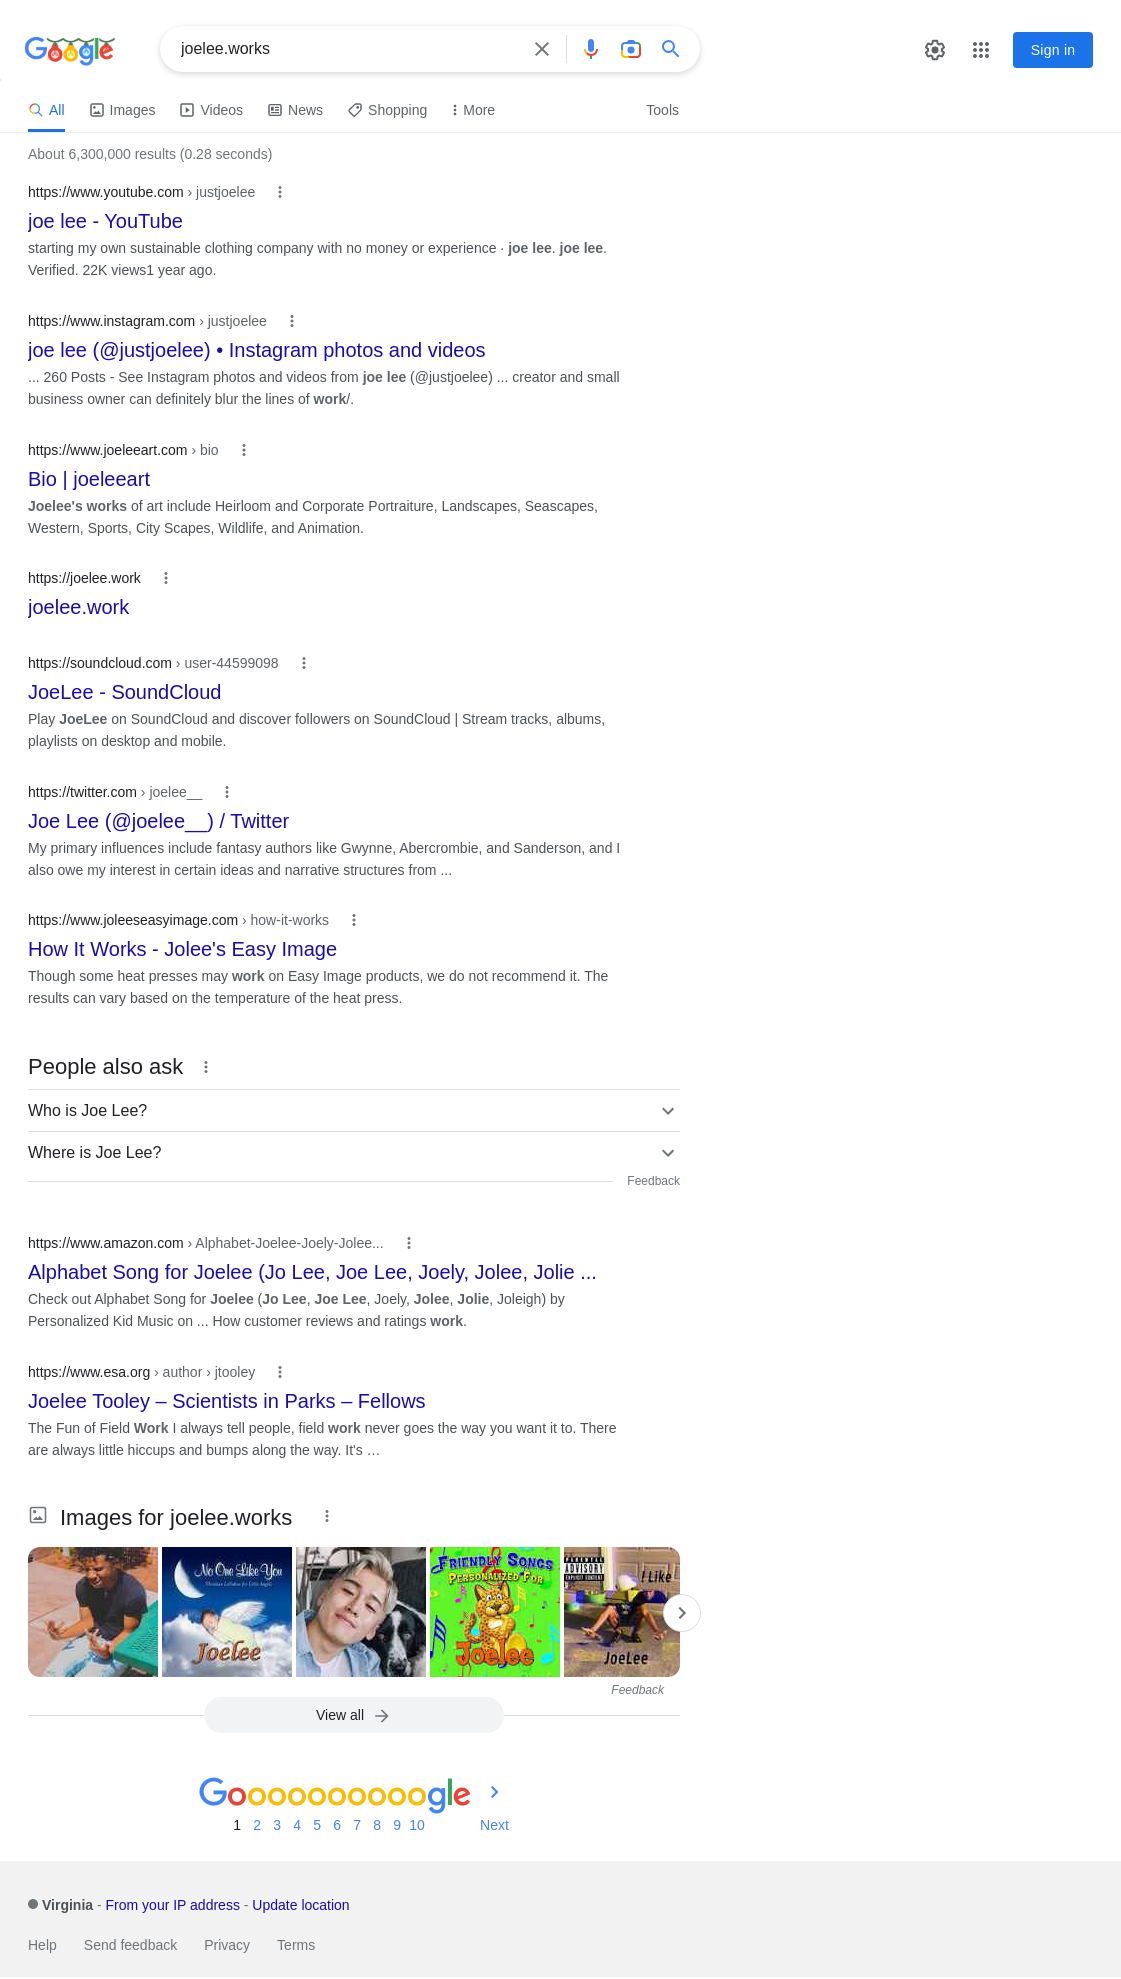 Google
joelee.works
Sign in
All Images Videos News Shopping More Tools
About 6,300,000 results (0.28 seconds)
https://www.youtube.com › justjoelee
joe lee - YouTube
starting my own sustainable clothing company with no money or experience · joe lee. joe lee.
Verified. 22K views1 year ago.
https://www.instagram.com › justjoelee
joe lee (@justjoelee) • Instagram photos and videos
... 260 Posts - See Instagram photos and videos from joe lee (@justjoelee) ... creator and small
business owner can definitely blur the lines of work/.
https://www.joeleeart.com › bio
Bio | joeleeart
Joelee's works of art include Heirloom and Corporate Portraiture, Landscapes, Seascapes,
Western, Sports, City Scapes, Wildlife, and Animation.
https://joelee.work
joelee.work
https://soundcloud.com › user-44599098
JoeLee - SoundCloud
Play JoeLee on SoundCloud and discover followers on SoundCloud | Stream tracks, albums,
playlists on desktop and mobile.
https://twitter.com › joelee__
Joe Lee (@joelee__) / Twitter
My primary influences include fantasy authors like Gwynne, Abercrombie, and Sanderson, and I
also owe my interest in certain ideas and narrative structures from ...
https://www.joleeseasyimage.com › how-it-works
How It Works - Jolee's Easy Image
Though some heat presses may work on Easy Image products, we do not recommend it. The
results can vary based on the temperature of the heat press.
People also ask
Who is Joe Lee?
Where is Joe Lee?
Feedback
https://www.amazon.com › Alphabet-Joelee-Joely-Jolee...
Alphabet Song for Joelee (Jo Lee, Joe Lee, Joely, Jolee, Jolie ...
Check out Alphabet Song for Joelee (Jo Lee, Joe Lee, Joely, Jolee, Jolie, Joleigh) by
Personalized Kid Music on ... How customer reviews and ratings work.
https://www.esa.org › author › jtooley
Joelee Tooley – Scientists in Parks – Fellows
The Fun of Field Work I always tell people, field work never goes the way you want it to. There
are always little hiccups and bumps along the way. It's …
Images for joelee.works
No One Like You
Joelee
FRIENDLY SONGS
PERSONALIZED FOR
Joelee
PARENTAL
ADVISORY
EXPLICIT CONTENT
I Like
JoeLee
Feedback
View all
Goooooooooogle
1 2 3 4 5 6 7 8 9 10 Next
Virginia - From your IP address - Update location
Help Send feedback Privacy Terms